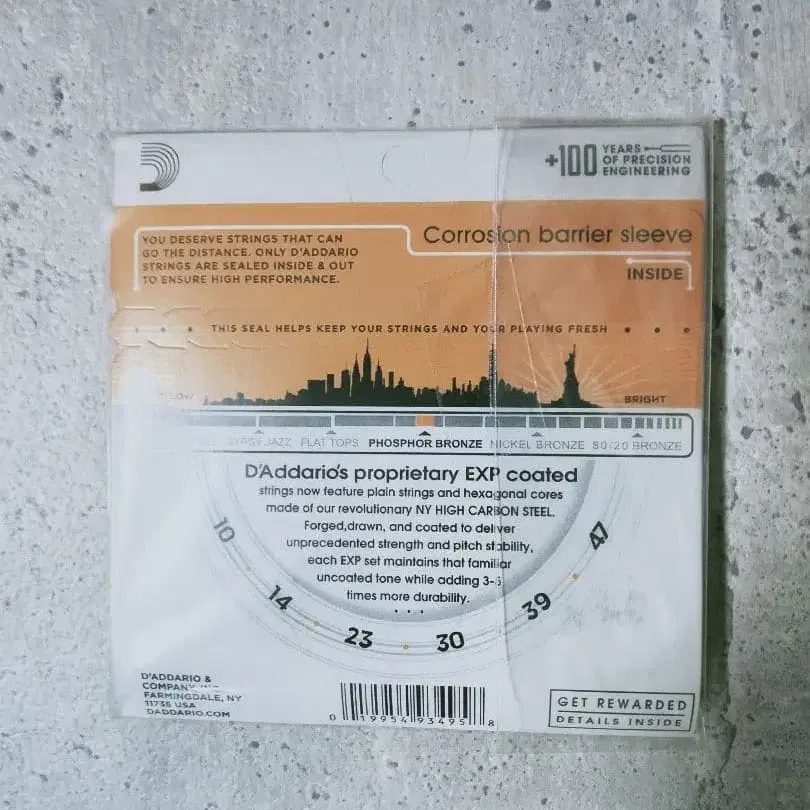 +100 YEARS
OF PRECISION
ENGINEERING
YOU DESERVE STRINGS THAT CAN
GO THE DISTANCE. ONLY D'ADDARIO
STRINGS ARE SEALED INSIDE & OUT
TO ENSURE HIGH PERFORMANCE.
Corrosion barrier sleeve
INSIDE
THIS SEAL HELPS KEEP YOUR STRINGS AND YOUR PLAYING FRESH
BRIGHT
GYPSY JAZZ FLAT TOPS PHOSPHOR BRONZE NICKEL BRONZE 80/20 BRONZE
D'Addario's proprietary EXP coated
strings now feature plain strings and hexagonal cores
made of our revolutionary NY HIGH CARBON STEEL.
Forged,drawn, and coated to deliver
unprecedented strength and pitch stability,
each EXP set maintains that familiar
uncoated tone while adding 3-
times more durability.
10 14 23 30 39 47
D'ADDARIO &
COMPANY
FARMINGDALE, NY
11735 USA
DADDARIO.COM
0 19954 93495 8
GET REWARDED
DETAILS INSIDE